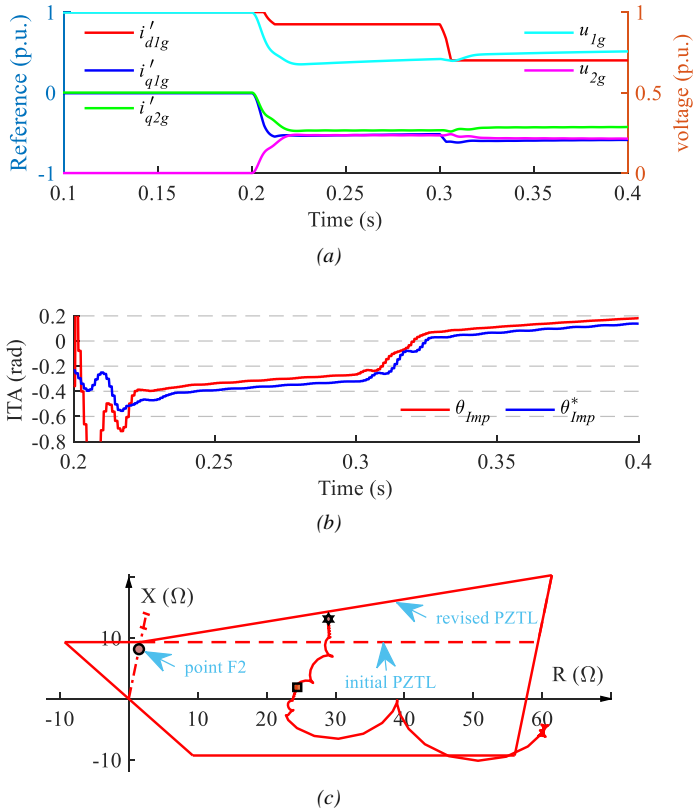 Reference (p.u.)
1
0
-1
i'd1g
i'q1g
i'q2g
u1g
u2g
1
0.5
0
voltage (p.u.)
0.1 0.15 0.2 0.25 0.3 0.35 0.4
Time (s)
(a)
ITA (rad)
0.2
0
-0.2
-0.4
-0.6
-0.8
θImp θ*Imp
0.2 0.25 0.3 0.35 0.4
Time (s)
(b)
X (Ω)
10
revised PZTL
point F2
initial PZTL
R (Ω)
-10 0 10 20 30 40 50 60
-10
(c)